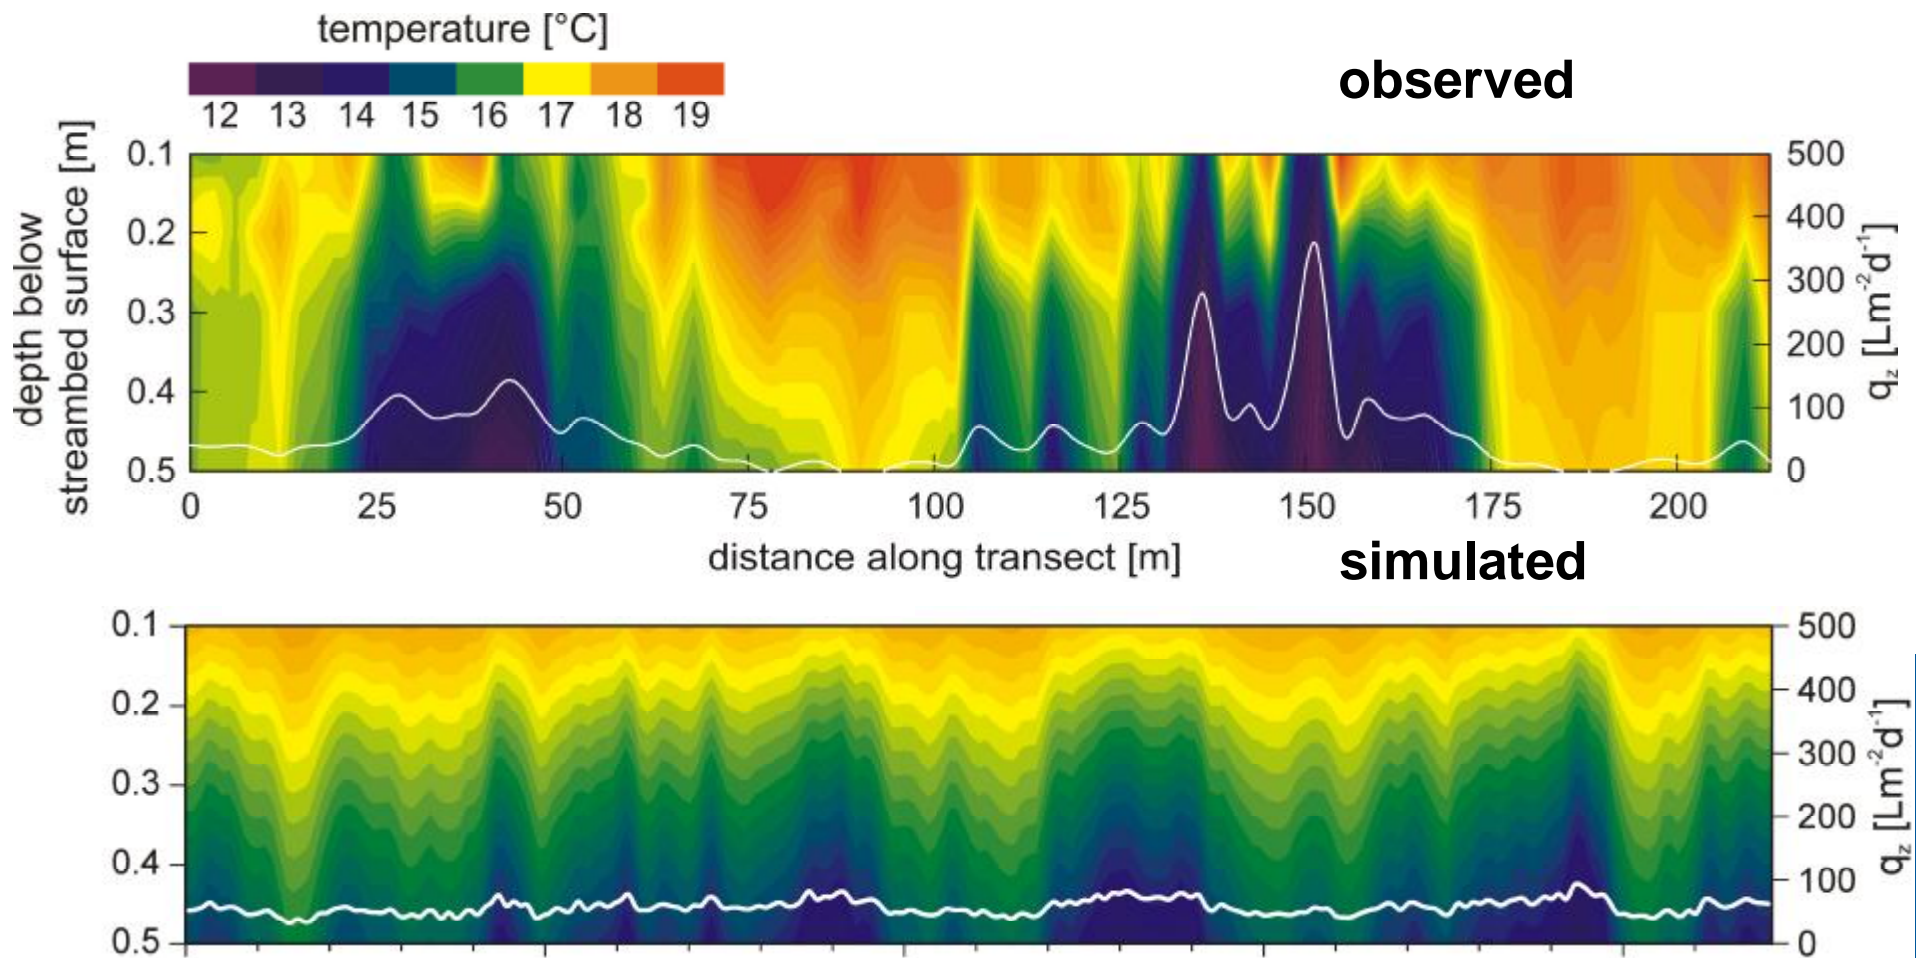 temperature [°C]
12 13 14 15 16 17 18 19
observed
depth below
streambed surface [m]
0.1
0.2
0.3
0.4
0.5
500
400
300
200
100
0
q_z [Lm⁻²d⁻¹]
0 25 50 75 100 125 150 175 200
distance along transect [m]
simulated
0.1
0.2
0.3
0.4
0.5
500
400
300
200
100
0
q_z [Lm⁻²d⁻¹]